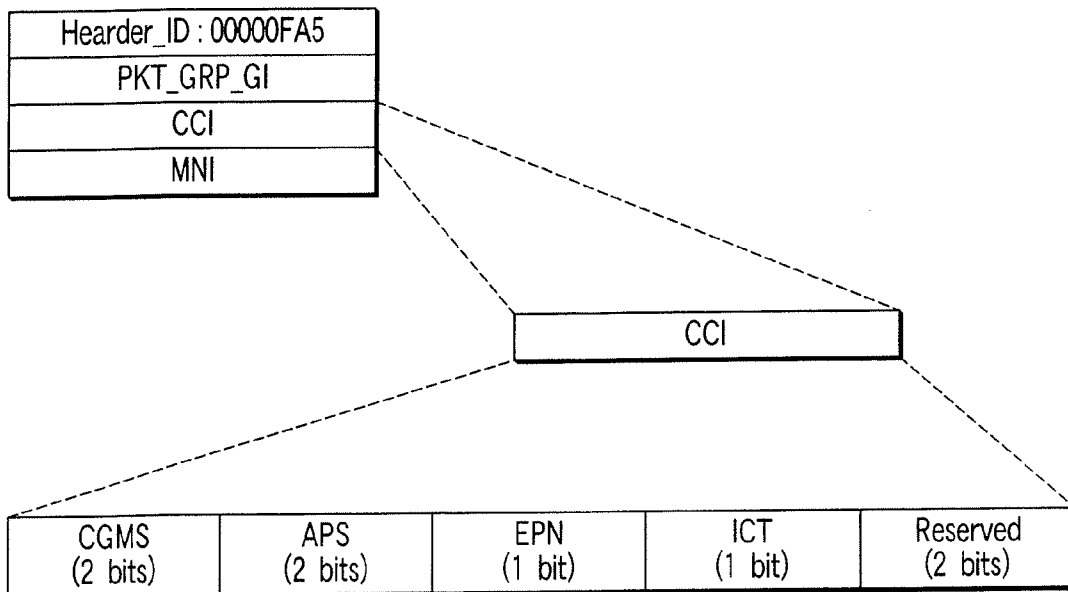 Hearder_ID : 00000FA5
PKT_GRP_GI
CCI
MNI
CCI
CGMS
(2 bits)
APS
(2 bits)
EPN
(1 bit)
ICT
(1 bit)
Reserved
(2 bits)